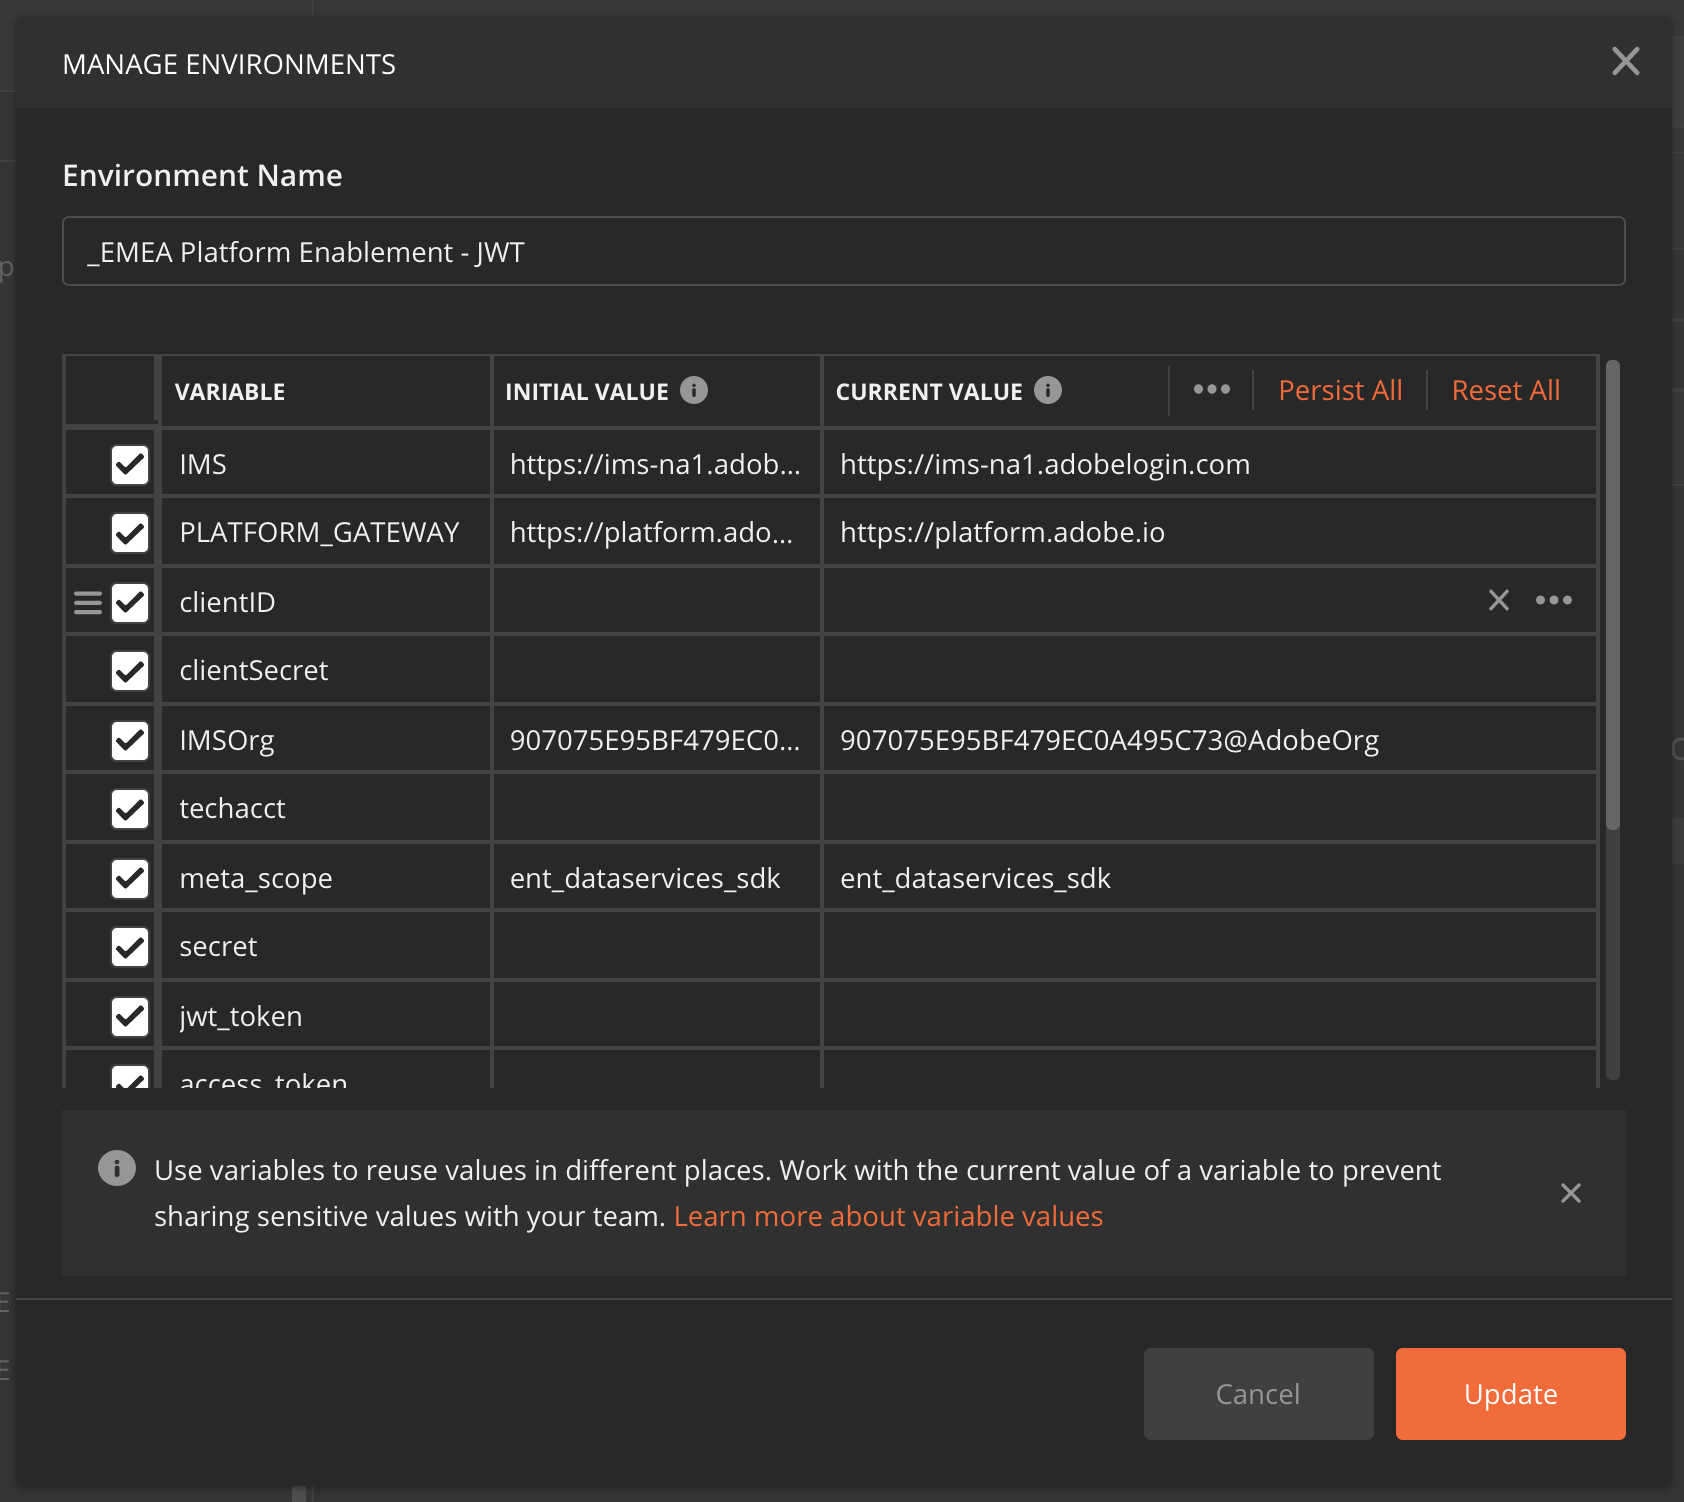 MANAGE ENVIRONMENTS
Environment Name
_EMEA Platform Enablement - JWT
VARIABLE INITIAL VALUE CURRENT VALUE ••• Persist All Reset All
IMS https://ims-na1.adob... https://ims-na1.adobelogin.com
PLATFORM_GATEWAY https://platform.ado... https://platform.adobe.io
clientID
clientSecret
IMSOrg 907075E95BF479EC0... 907075E95BF479EC0A495C73@AdobeOrg
techacct
meta_scope ent_dataservices_sdk ent_dataservices_sdk
secret
jwt_token
access_token
Use variables to reuse values in different places. Work with the current value of a variable to prevent
sharing sensitive values with your team. Learn more about variable values
Cancel Update